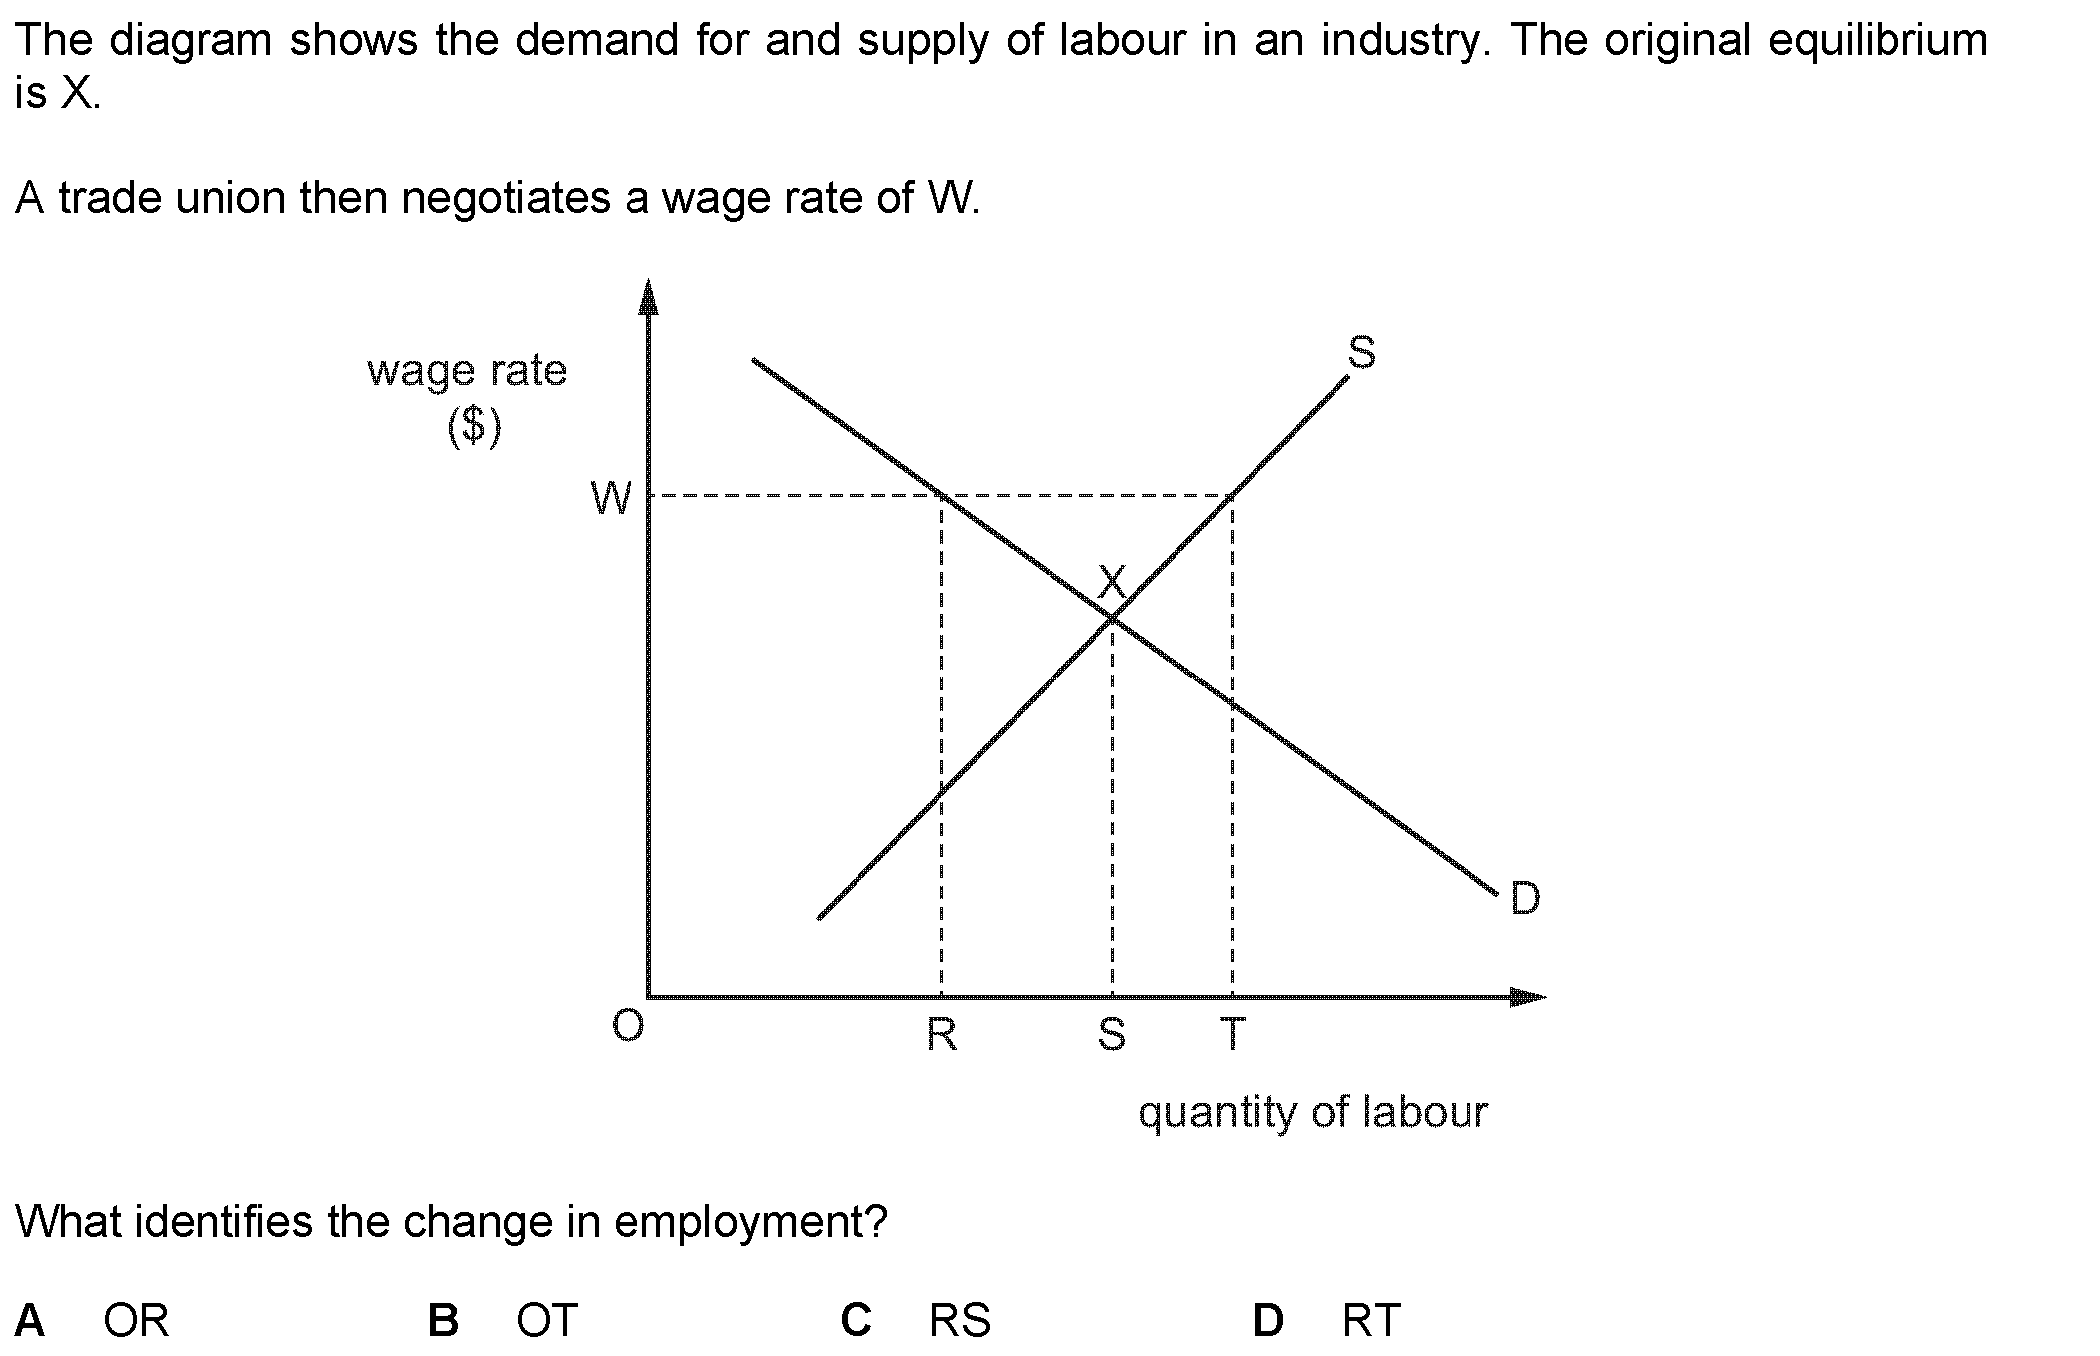 The diagram shows the demand for and supply of labour in an industry. The original equilibrium
is X.
A trade union then negotiates a wage rate of W.
wage rate
($)
S
W
X
D
O
R S T
quantity of labour
What identifies the change in employment?
A OR B OT C RS D RT